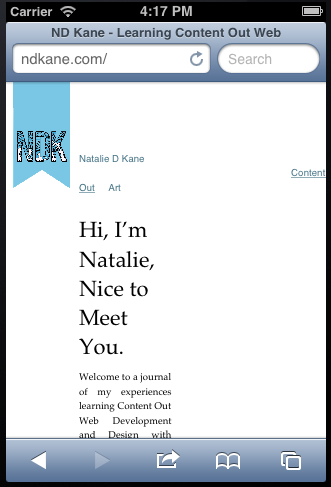 Carrier 4:17 PM
ND Kane - Learning Content Out Web
ndkane.com/ Search
NDK
Natalie D Kane
Content
Out Art
Hi, I'm
Natalie,
Nice to
Meet
You.
Welcome to a journal
of my experiences
learning Content Out
Web Development
and Design with